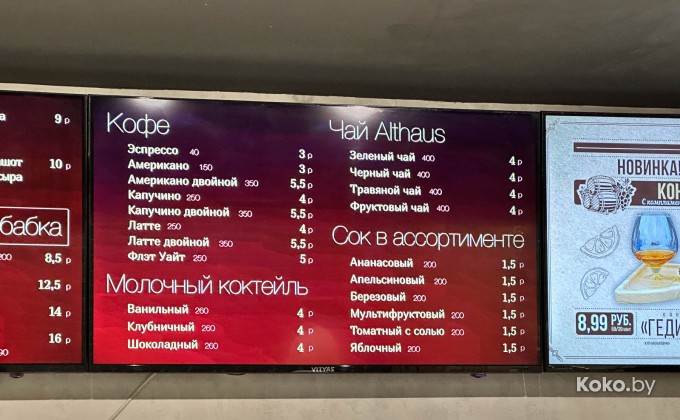 9 р
10 р
сыра
бабка
8,5 р
12,5 р
14 р
16 р
Кофе
Эспрессо 40 3 р
Американо 150 3 р
Американо двойной 350 5,5 р
Капучино 250 4 р
Капучино двойной 350 5,5 р
Латте 250 4 р
Латте двойной 350 5,5 р
Флэт Уайт 250 5 р
Молочный коктейль
Ванильный 260 4 р
Клубничный 260 4 р
Шоколадный 260 4 р
Чай Althaus
Зеленый чай 400 4 р
Черный чай 400 4 р
Травяной чай 400 4 р
Фруктовый чай 400 4 р
Сок в ассортименте
Ананасовый 200 1,5 р
Апельсиновый 200 1,5 р
Березовый 200 1,5 р
Мультифруктовый 200 1,5 р
Томатный с солью 200 1,5 р
Яблочный 200 1,5 р
VITYAS
НОВИНКА!
КОН
8,99 РУБ.
«ГЕДИ
Koko.by